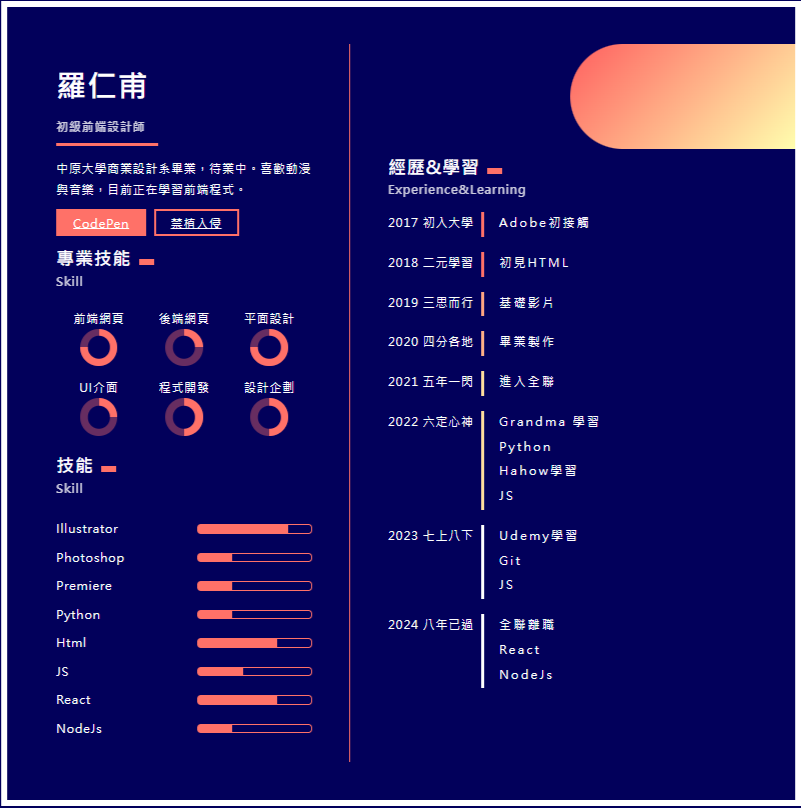 羅仁甫
初級前端設計師
中原大學商業設計系畢業，待業中。喜歡動漫
與音樂，目前正在學習前端程式。
CodePen 禁植入侵
專業技能
Skill
前端網頁 後端網頁 平面設計
UI介面 程式開發 設計企劃
技能
Skill
Illustrator
Photoshop
Premiere
Python
Html
JS
React
NodeJs
經歷&學習
Experience&Learning
2017 初入大學 Adobe初接觸
2018 二元學習 初見HTML
2019 三思而行 基礎影片
2020 四分各地 畢業製作
2021 五年一閃 進入全聯
2022 六定心神 Grandma 學習
Python
Hahow學習
JS
2023 七上八下 Udemy學習
Git
JS
2024 八年已過 全聯離職
React
NodeJs